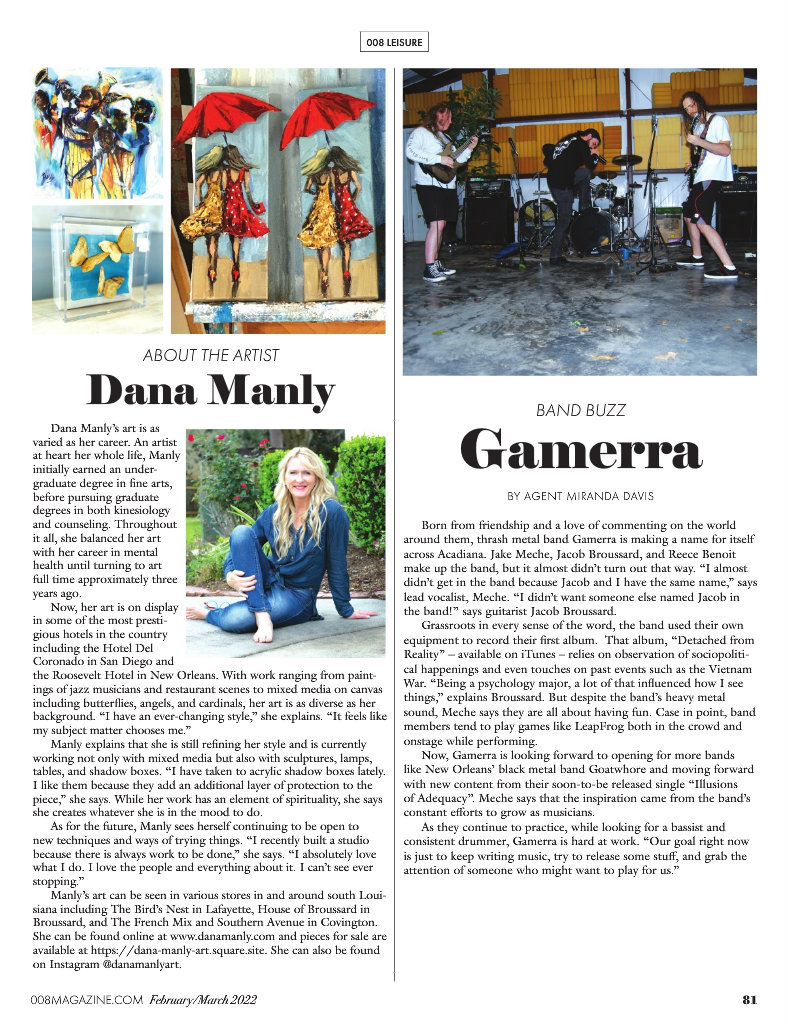 008 LEISURE
ABOUT THE ARTIST
Dana Manly
Dana Manly's art is as
varied as her career. An artist
at heart her whole life, Manly
initially earned an under-
graduate degree in fine arts,
before pursuing graduate
degrees in both kinesiology
and counseling. Throughout
it all, she balanced her art
with her career in mental
health until turning to art
full time approximately three
years ago.
Now, her art is on display
in some of the most presti-
gious hotels in the country
including the Hotel Del
Coronado in San Diego and
the Roosevelt Hotel in New Orleans. With work ranging from paint-
ings of jazz musicians and restaurant scenes to mixed media on canvas
including butterflies, angels, and cardinals, her art is as diverse as her
background. "I have an ever-changing style," she explains. "It feels like
my subject matter chooses me."
Manly explains that she is still refining her style and is currently
working not only with mixed media but also with sculptures, lamps,
tables, and shadow boxes. "I have taken to acrylic shadow boxes lately.
I like them because they add an additional layer of protection to the
piece," she says. While her work has an element of spirituality, she says
she creates whatever she is in the mood to do.
As for the future, Manly sees herself continuing to be open to
new techniques and ways of trying things. "I recently built a studio
because there is always work to be done," she says. "I absolutely love
what I do. I love the people and everything about it. I can't see ever
stopping."
Manly's art can be seen in various stores in and around south Loui-
siana including The Bird's Nest in Lafayette, House of Broussard in
Broussard, and The French Mix and Southern Avenue in Covington.
She can be found online at www.danamanly.com and pieces for sale are
available at https://dana-manly-art.square.site. She can also be found
on Instagram @danamanlyart.
BAND BUZZ
Gamerra
BY AGENT MIRANDA DAVIS
Born from friendship and a love of commenting on the world
around them, thrash metal band Gamerra is making a name for itself
across Acadiana. Jake Meche, Jacob Broussard, and Reece Benoit
make up the band, but it almost didn't turn out that way. "I almost
didn't get in the band because Jacob and I have the same name," says
lead vocalist, Meche. "I didn't want someone else named Jacob in
the band!" says guitarist Jacob Broussard.
Grassroots in every sense of the word, the band used their own
equipment to record their first album. That album, "Detached from
Reality" – available on iTunes – relies on observation of sociopoliti-
cal happenings and even touches on past events such as the Vietnam
War. "Being a psychology major, a lot of that influenced how I see
things," explains Broussard. But despite the band's heavy metal
sound, Meche says they are all about having fun. Case in point, band
members tend to play games like LeapFrog both in the crowd and
onstage while performing.
Now, Gamerra is looking forward to opening for more bands
like New Orleans' black metal band Goatwhore and moving forward
with new content from their soon-to-be released single "Illusions
of Adequacy". Meche says that the inspiration came from the band's
constant efforts to grow as musicians.
As they continue to practice, while looking for a bassist and
consistent drummer, Gamerra is hard at work. "Our goal right now
is just to keep writing music, try to release some stuff, and grab the
attention of someone who might want to play for us."
008MAGAZINE.COM February/March 2022
81